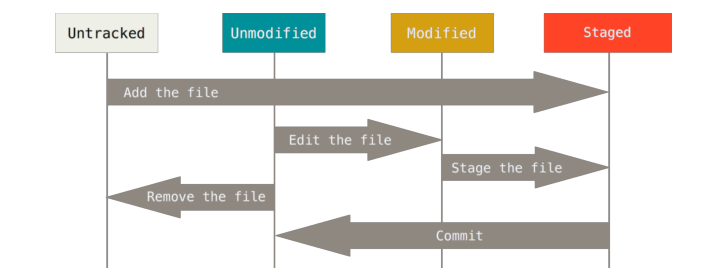 Untracked
Unmodified
Modified
Staged
Add the file
Edit the file
Stage the file
Remove the file
Commit